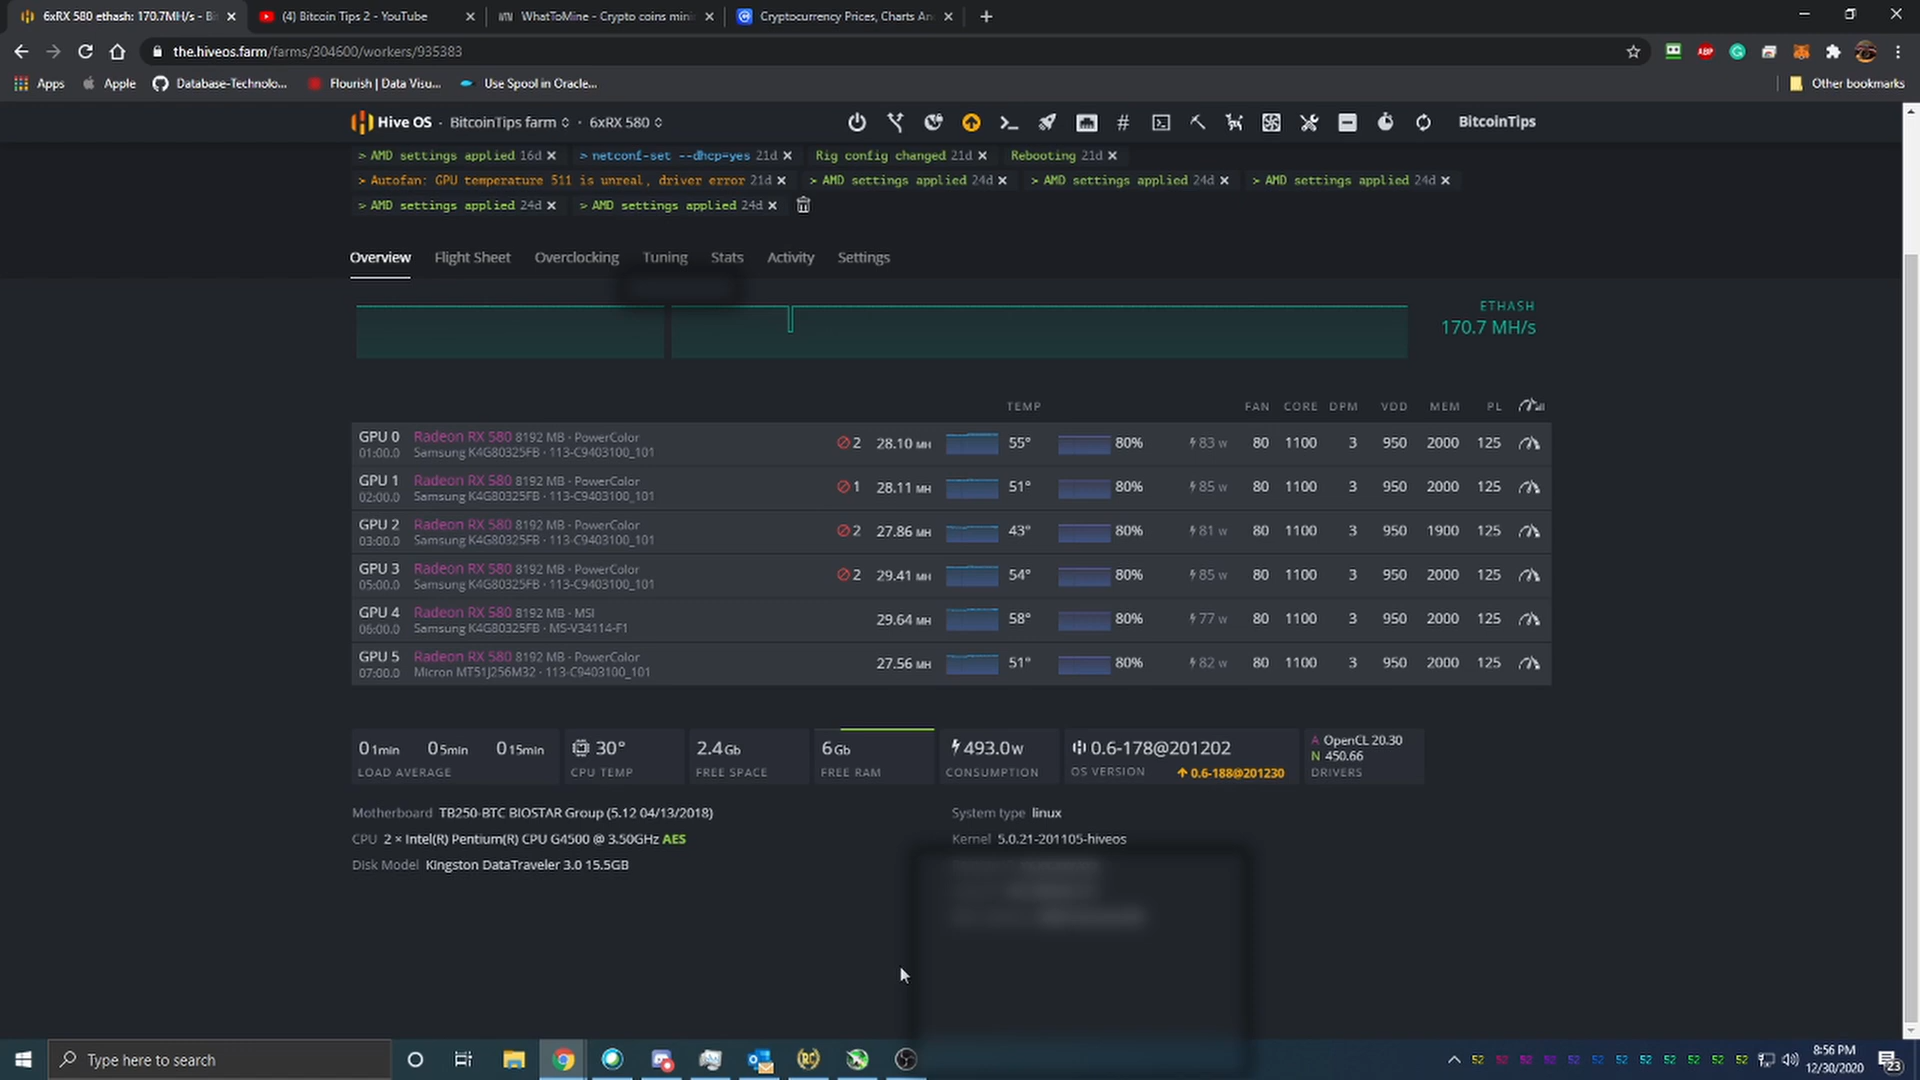 6xRX 580 ethash: 170.7MH/s - Bi
(4) Bitcoin Tips 2 - YouTube
WhatToMine - Crypto coins mini
Cryptocurrency Prices, Charts An
the.hiveos.farm/farms/304600/workers/935383
Apps Apple Database-Technolo... Flourish | Data Visu... Use Spool in Oracle... Other bookmarks
Hive OS · BitcoinTips farm · 6xRX 580 BitcoinTips
> AMD settings applied 16d × > netconf-set --dhcp=yes 21d × Rig config changed 21d × Rebooting 21d ×
> Autofan: GPU temperature 511 is unreal, driver error 21d × > AMD settings applied 24d × > AMD settings applied 24d × > AMD settings applied 24d ×
> AMD settings applied 24d × > AMD settings applied 24d ×
Overview Flight Sheet Overclocking Tuning Stats Activity Settings
ETHASH
170.7 MH/s
TEMP FAN CORE DPM VDD MEM PL
GPU 0 Radeon RX 580 8192 MB · PowerColor 2 28.10 MH 55° 80% 83 W 80 1100 3 950 2000 125
01:00.0 Samsung K4G80325FB · 113-C9403100_101
GPU 1 Radeon RX 580 8192 MB · PowerColor 1 28.11 MH 51° 80% 85 W 80 1100 3 950 2000 125
02:00.0 Samsung K4G80325FB · 113-C9403100_101
GPU 2 Radeon RX 580 8192 MB · PowerColor 2 27.86 MH 43° 80% 81 W 80 1100 3 950 1900 125
03:00.0 Samsung K4G80325FB · 113-C9403100_101
GPU 3 Radeon RX 580 8192 MB · PowerColor 2 29.41 MH 54° 80% 85 W 80 1100 3 950 2000 125
05:00.0 Samsung K4G80325FB · 113-C9403100_101
GPU 4 Radeon RX 580 8192 MB · MSI 29.64 MH 58° 80% 77 W 80 1100 3 950 2000 125
06:00.0 Samsung K4G80325FB · MS-V34114-F1
GPU 5 Radeon RX 580 8192 MB · PowerColor 27.56 MH 51° 80% 82 W 80 1100 3 950 2000 125
07:00.0 Micron MT51J256M32 · 113-C9403100_101
0 1min 0 5min 0 15min 30° 2.4Gb 6Gb 493.0W 0.6-178@201202 A OpenCL 20.30
N 450.66
LOAD AVERAGE CPU TEMP FREE SPACE FREE RAM CONSUMPTION OS VERSION 0.6-188@201230 DRIVERS
Motherboard TB250-BTC BIOSTAR Group (5.12 04/13/2018) System type linux
CPU 2 × Intel(R) Pentium(R) CPU G4500 @ 3.50GHz AES Kernel 5.0.21-201105-hiveos
Disk Model Kingston DataTraveler 3.0 15.5GB
Type here to search
52 52 52 52 52 52 52 52 52 52 52 52
8:56 PM
12/30/2020
23